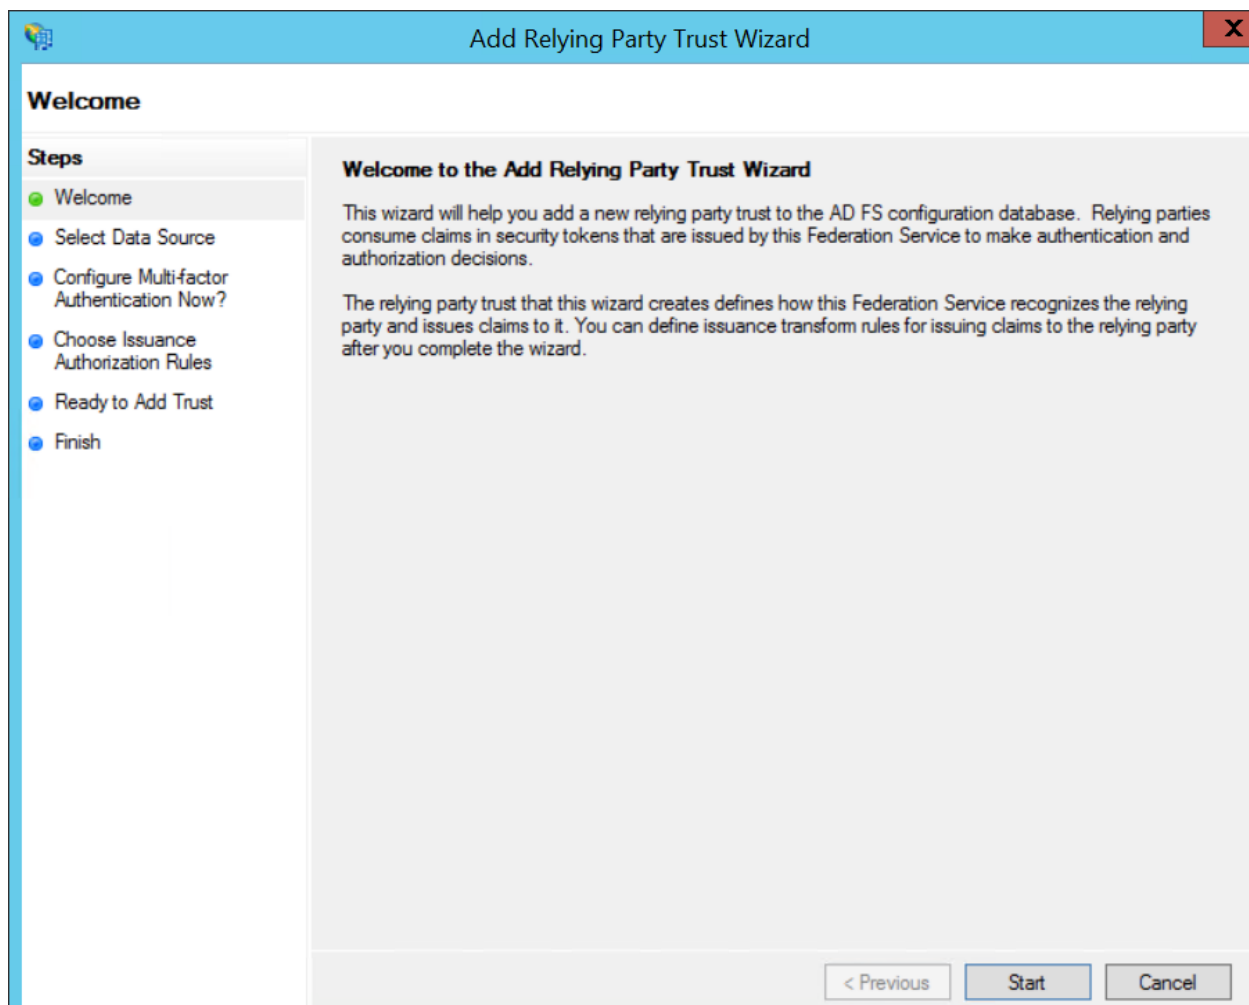 Add Relying Party Trust Wizard
X
Welcome
Steps
Welcome
Select Data Source
Configure Multi-factor
Authentication Now?
Choose Issuance
Authorization Rules
Ready to Add Trust
Finish
Welcome to the Add Relying Party Trust Wizard
This wizard will help you add a new relying party trust to the AD FS configuration database.  Relying parties
consume claims in security tokens that are issued by this Federation Service to make authentication and
authorization decisions.
The relying party trust that this wizard creates defines how this Federation Service recognizes the relying
party and issues claims to it. You can define issuance transform rules for issuing claims to the relying party
after you complete the wizard.
< Previous
Start
Cancel